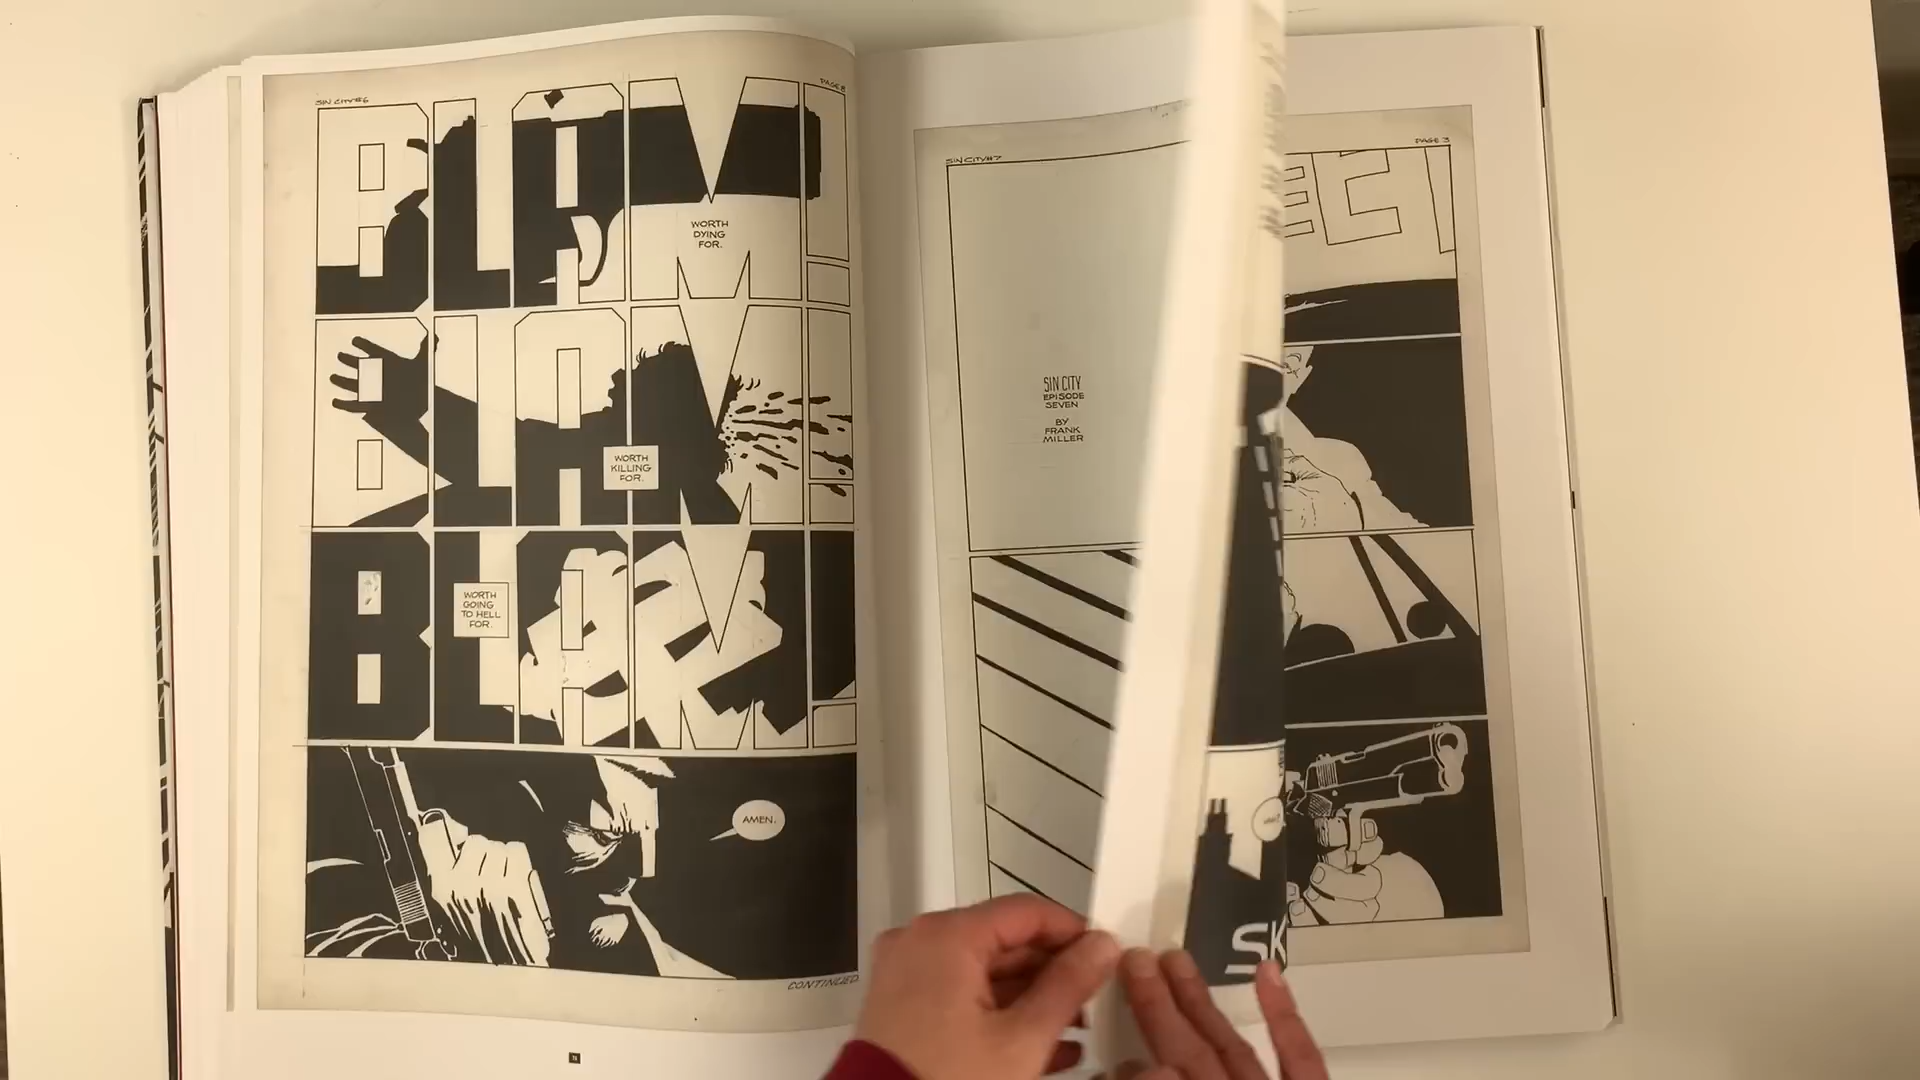 SIN CITY #6
PAGE 8
BLAM!
WORTH
DYING
FOR.
BLAM!
WORTH
KILLING
FOR.
BLAM!
WORTH
GOING
TO HELL
FOR.
AMEN.
CONTINUED
SIN CITY #7
SIN CITY
EPISODE
SEVEN
BY
FRANK
MILLER
SK
PAGE 3